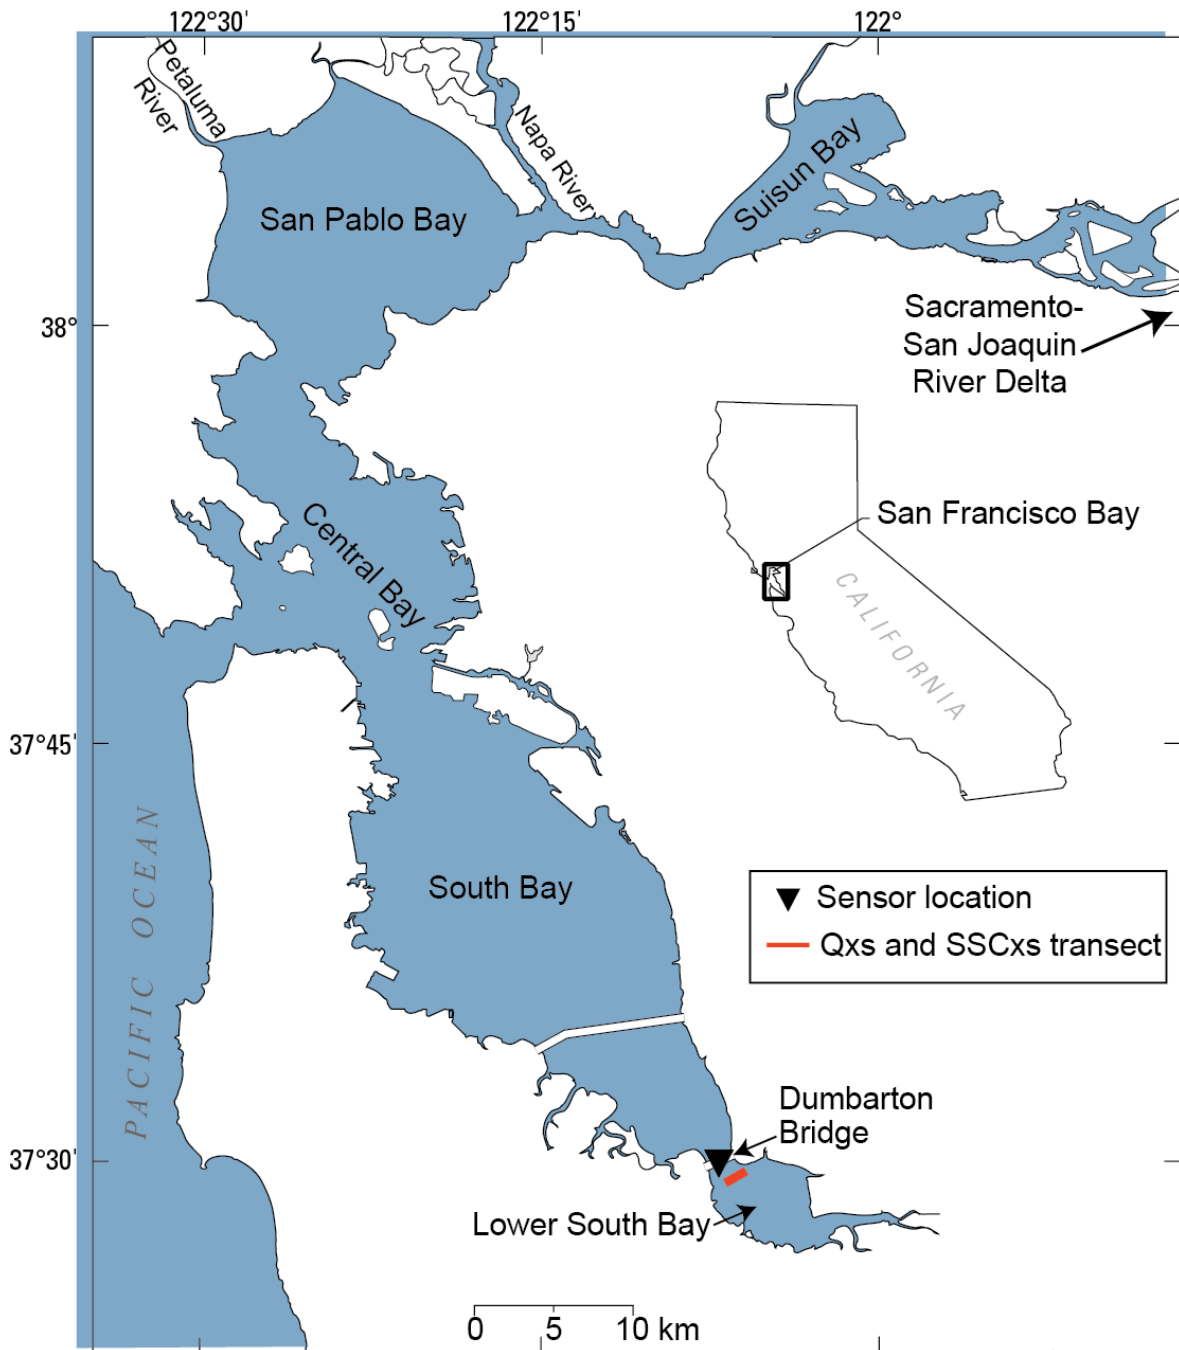 122°30'
122°15'
122°
Petaluma
River
Napa River
Suisun Bay
San Pablo Bay
38°
Sacramento-
San Joaquin
River Delta
San Francisco Bay
Central Bay
CALIFORNIA
37°45'
PACIFIC OCEAN
South Bay
Sensor location
Qxs and SSCxs transect
Dumbarton
Bridge
37°30'
Lower South Bay
0 5 10 km